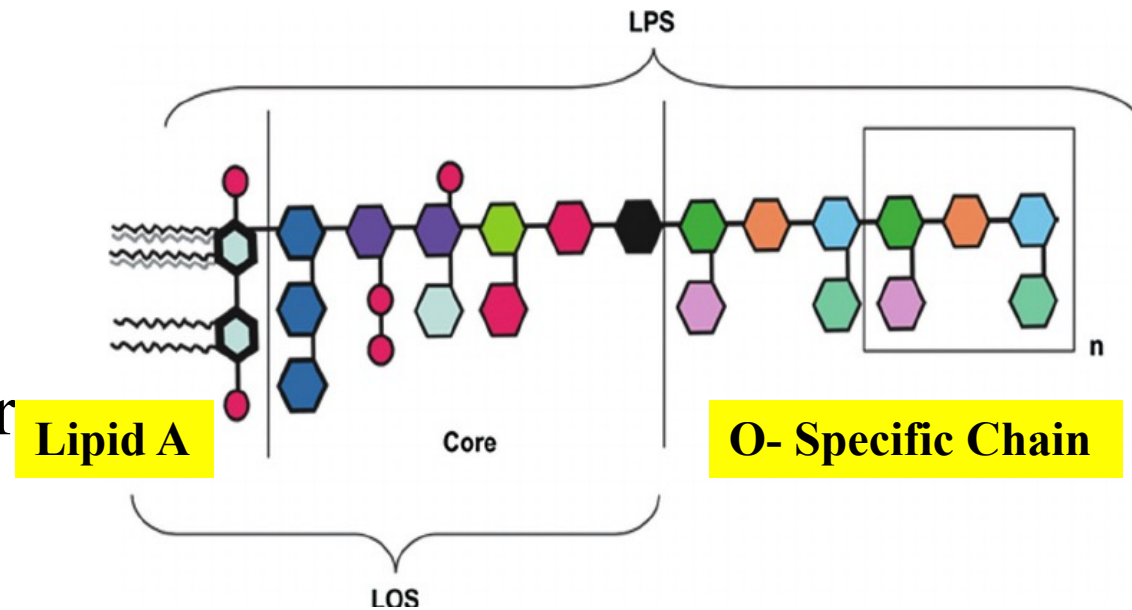 LPS
n
r
Lipid A
Core
O- Specific Chain
LOS